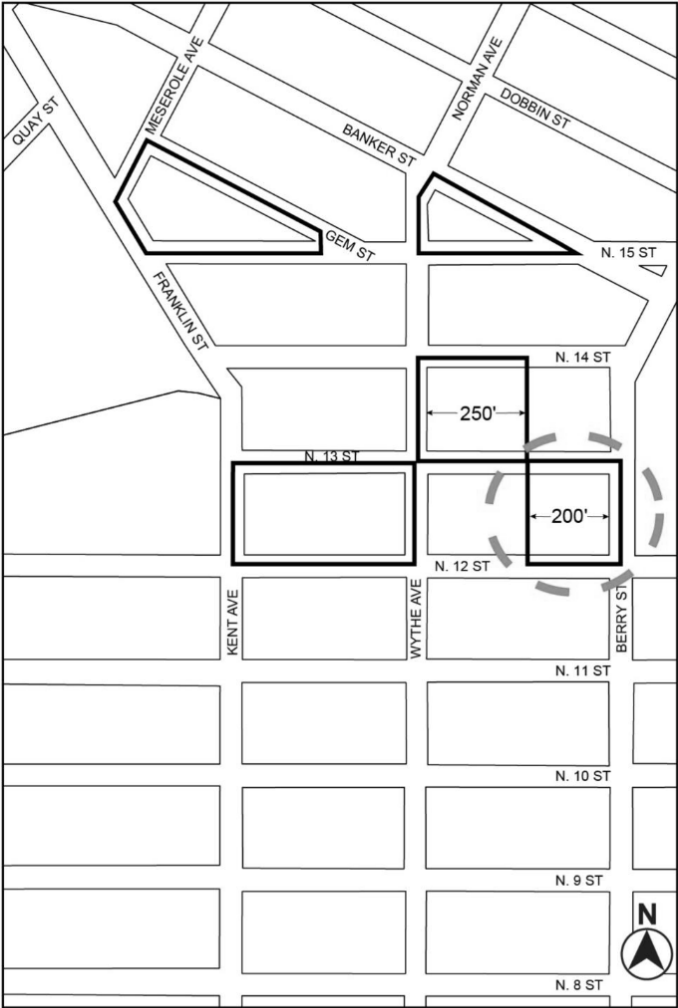 MESEROLE AVE
NORMAN AVE
QUAY ST
DOBBIN ST
BANKER ST
GEM ST
N. 15 ST
FRANKLIN ST
N. 14 ST
250'
N. 13 ST
200'
N. 12 ST
KENT AVE
WYTHE AVE
BERRY ST
N. 11 ST
N. 10 ST
N. 9 ST
N
N. 8 ST